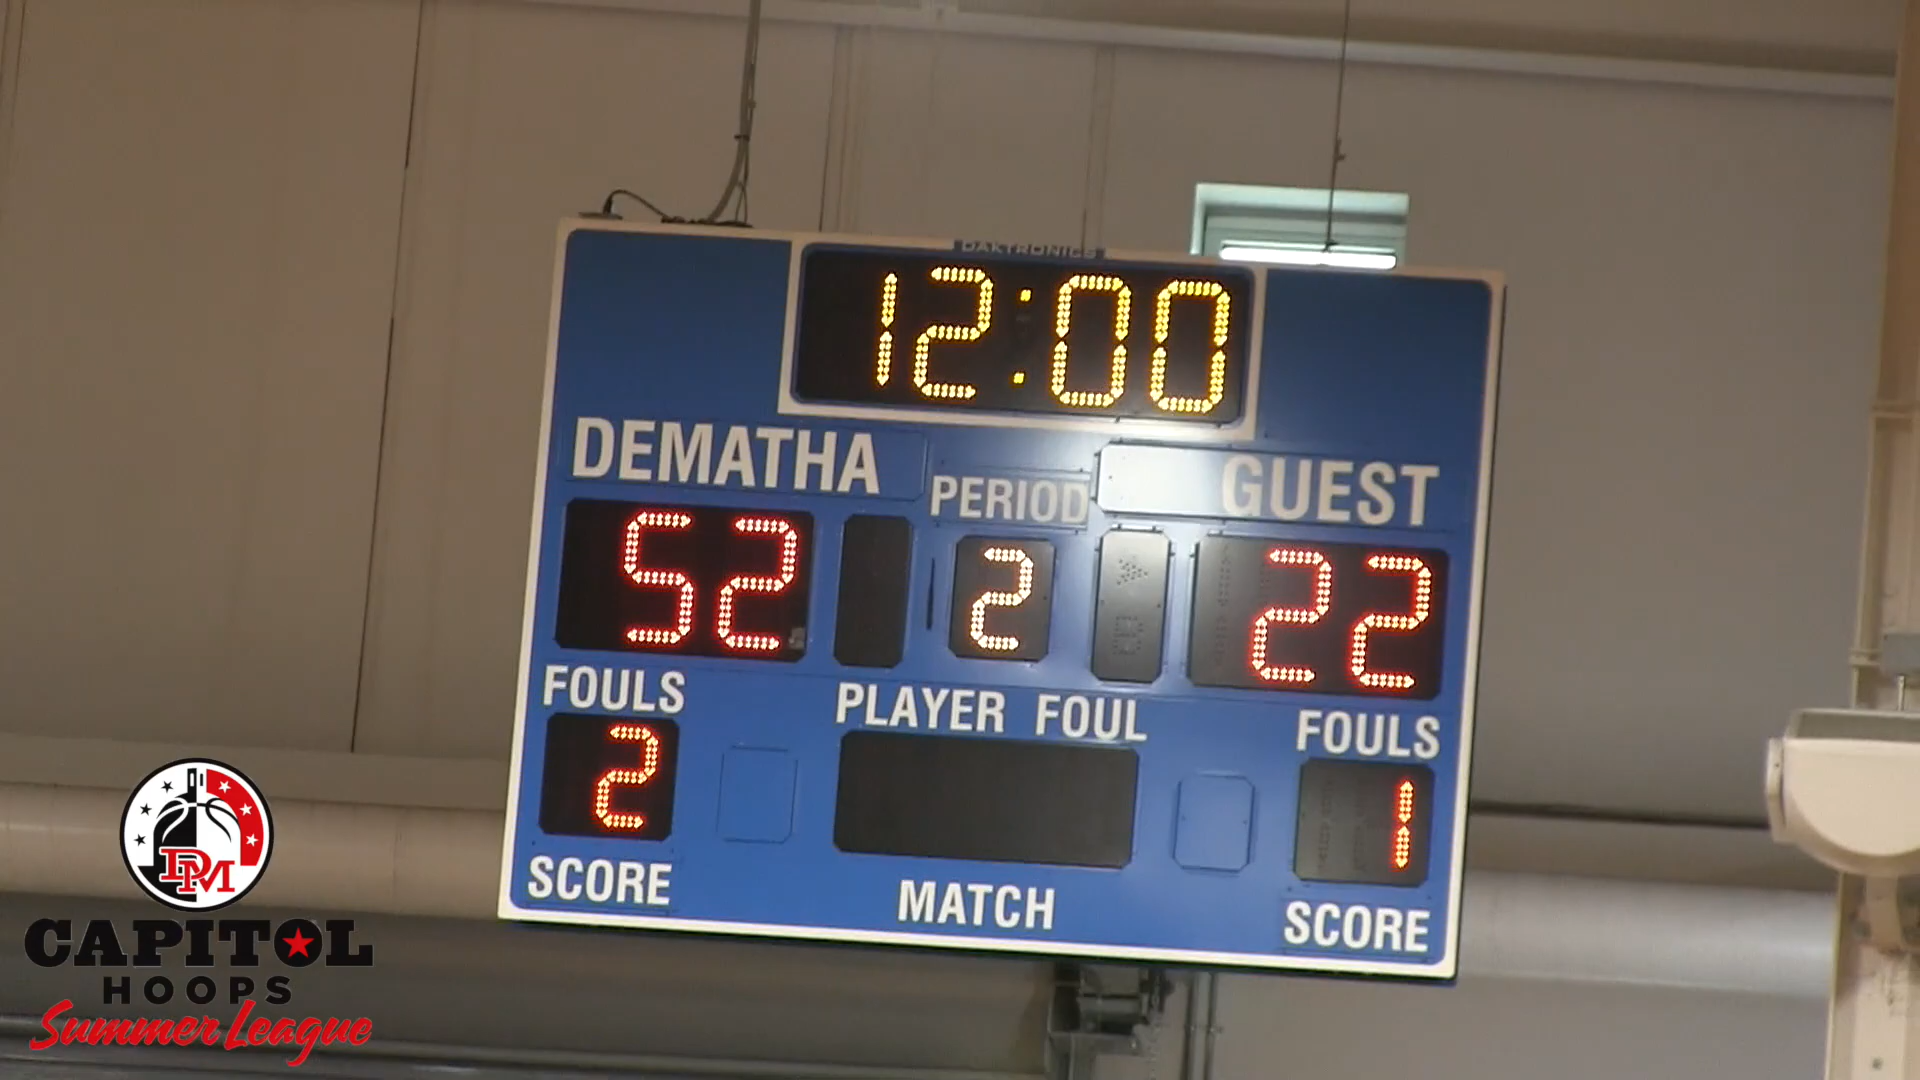 DAKTRONICS
12:00
DEMATHA
PERIOD
GUEST
52
2
22
FOULS
PLAYER FOUL
FOULS
2
1
SCORE
MATCH
SCORE
DM
CAPITOL
HOOPS
Summer League